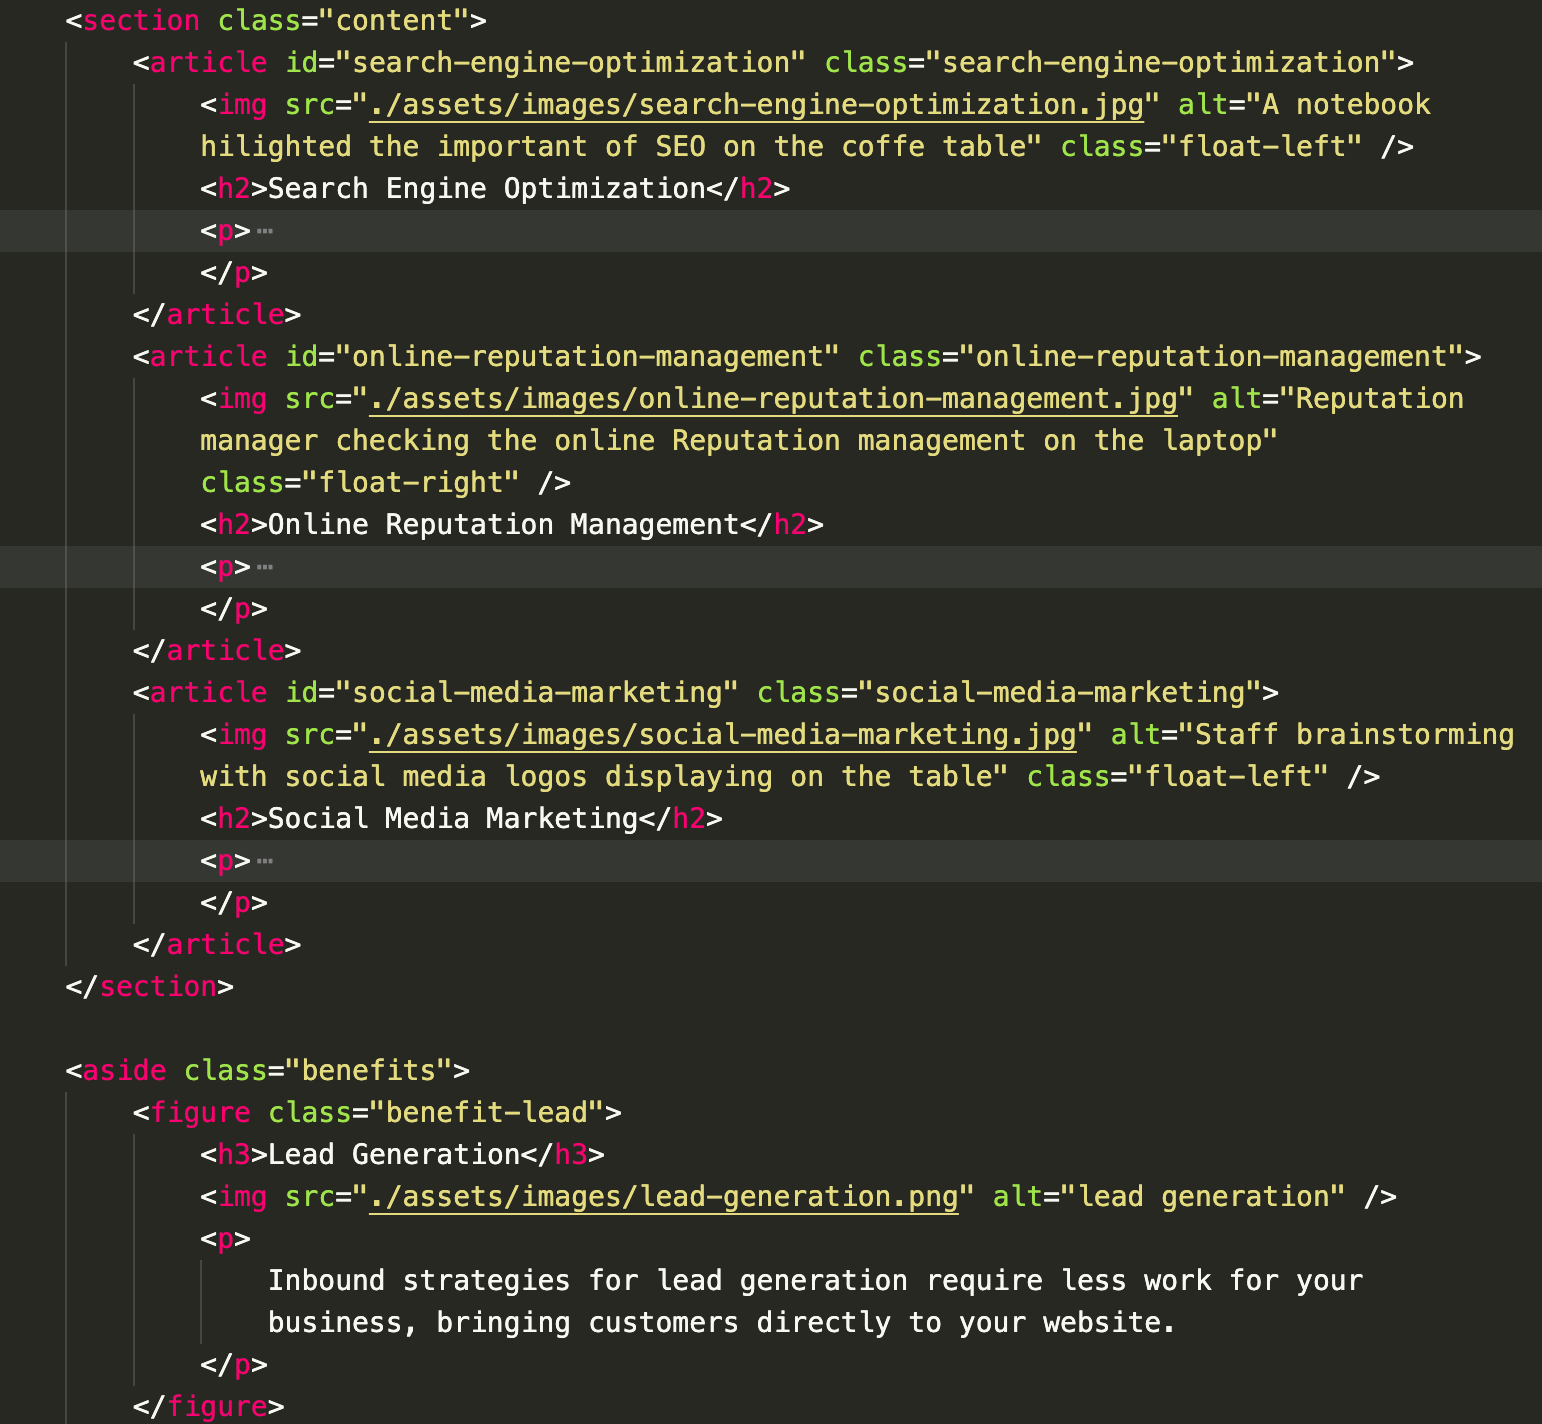 <section class="content">
<article id="search-engine-optimization" class="search-engine-optimization">
<img src="./assets/images/search-engine-optimization.jpg" alt="A notebook
hilighted the important of SEO on the coffe table" class="float-left" />
<h2>Search Engine Optimization</h2>
<p>…
</p>
</article>
<article id="online-reputation-management" class="online-reputation-management">
<img src="./assets/images/online-reputation-management.jpg" alt="Reputation
manager checking the online Reputation management on the laptop"
class="float-right" />
<h2>Online Reputation Management</h2>
<p>…
</p>
</article>
<article id="social-media-marketing" class="social-media-marketing">
<img src="./assets/images/social-media-marketing.jpg" alt="Staff brainstorming
with social media logos displaying on the table" class="float-left" />
<h2>Social Media Marketing</h2>
<p>…
</p>
</article>
</section>
<aside class="benefits">
<figure class="benefit-lead">
<h3>Lead Generation</h3>
<img src="./assets/images/lead-generation.png" alt="lead generation" />
<p>
Inbound strategies for lead generation require less work for your
business, bringing customers directly to your website.
</p>
</figure>